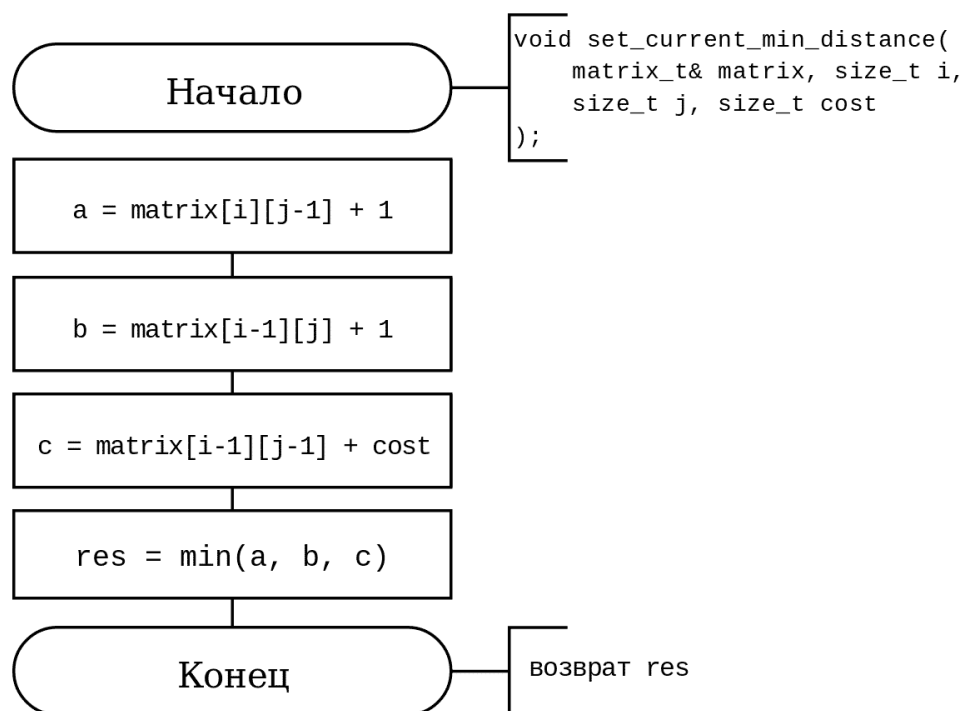 Начало
void set_current_min_distance(
    matrix_t& matrix, size_t i,
    size_t j, size_t cost
);
a = matrix[i][j-1] + 1
b = matrix[i-1][j] + 1
c = matrix[i-1][j-1] + cost
res = min(a, b, c)
Конец
возврат res